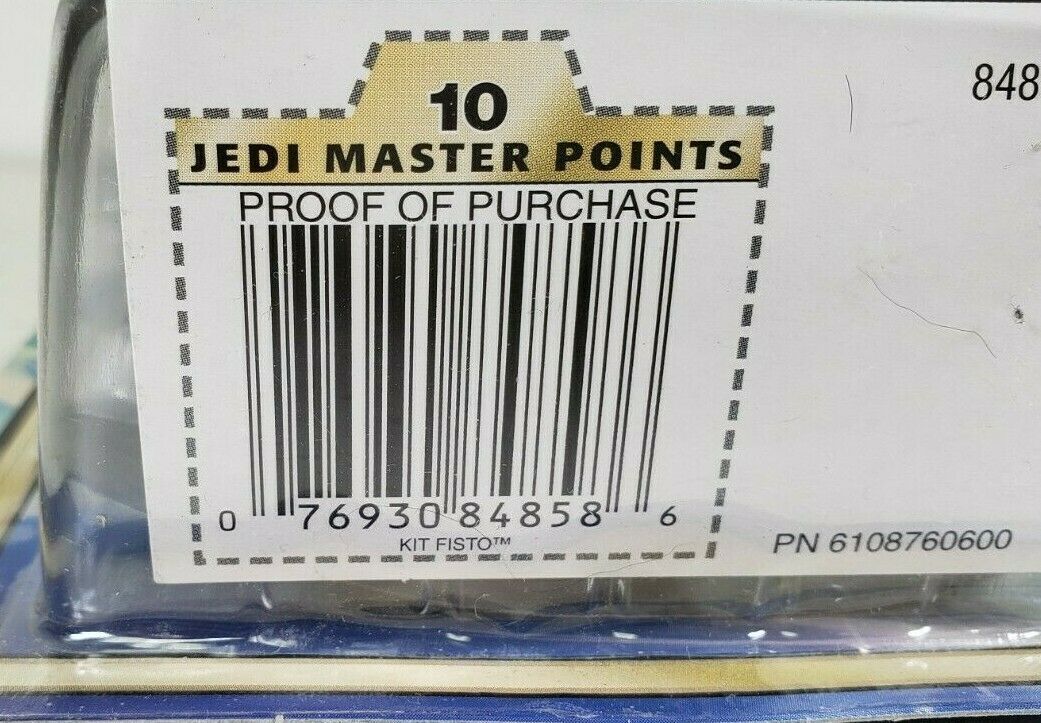 848
10
JEDI MASTER POINTS
PROOF OF PURCHASE
0 76930 84858 6
KIT FISTO™
PN 6108760600